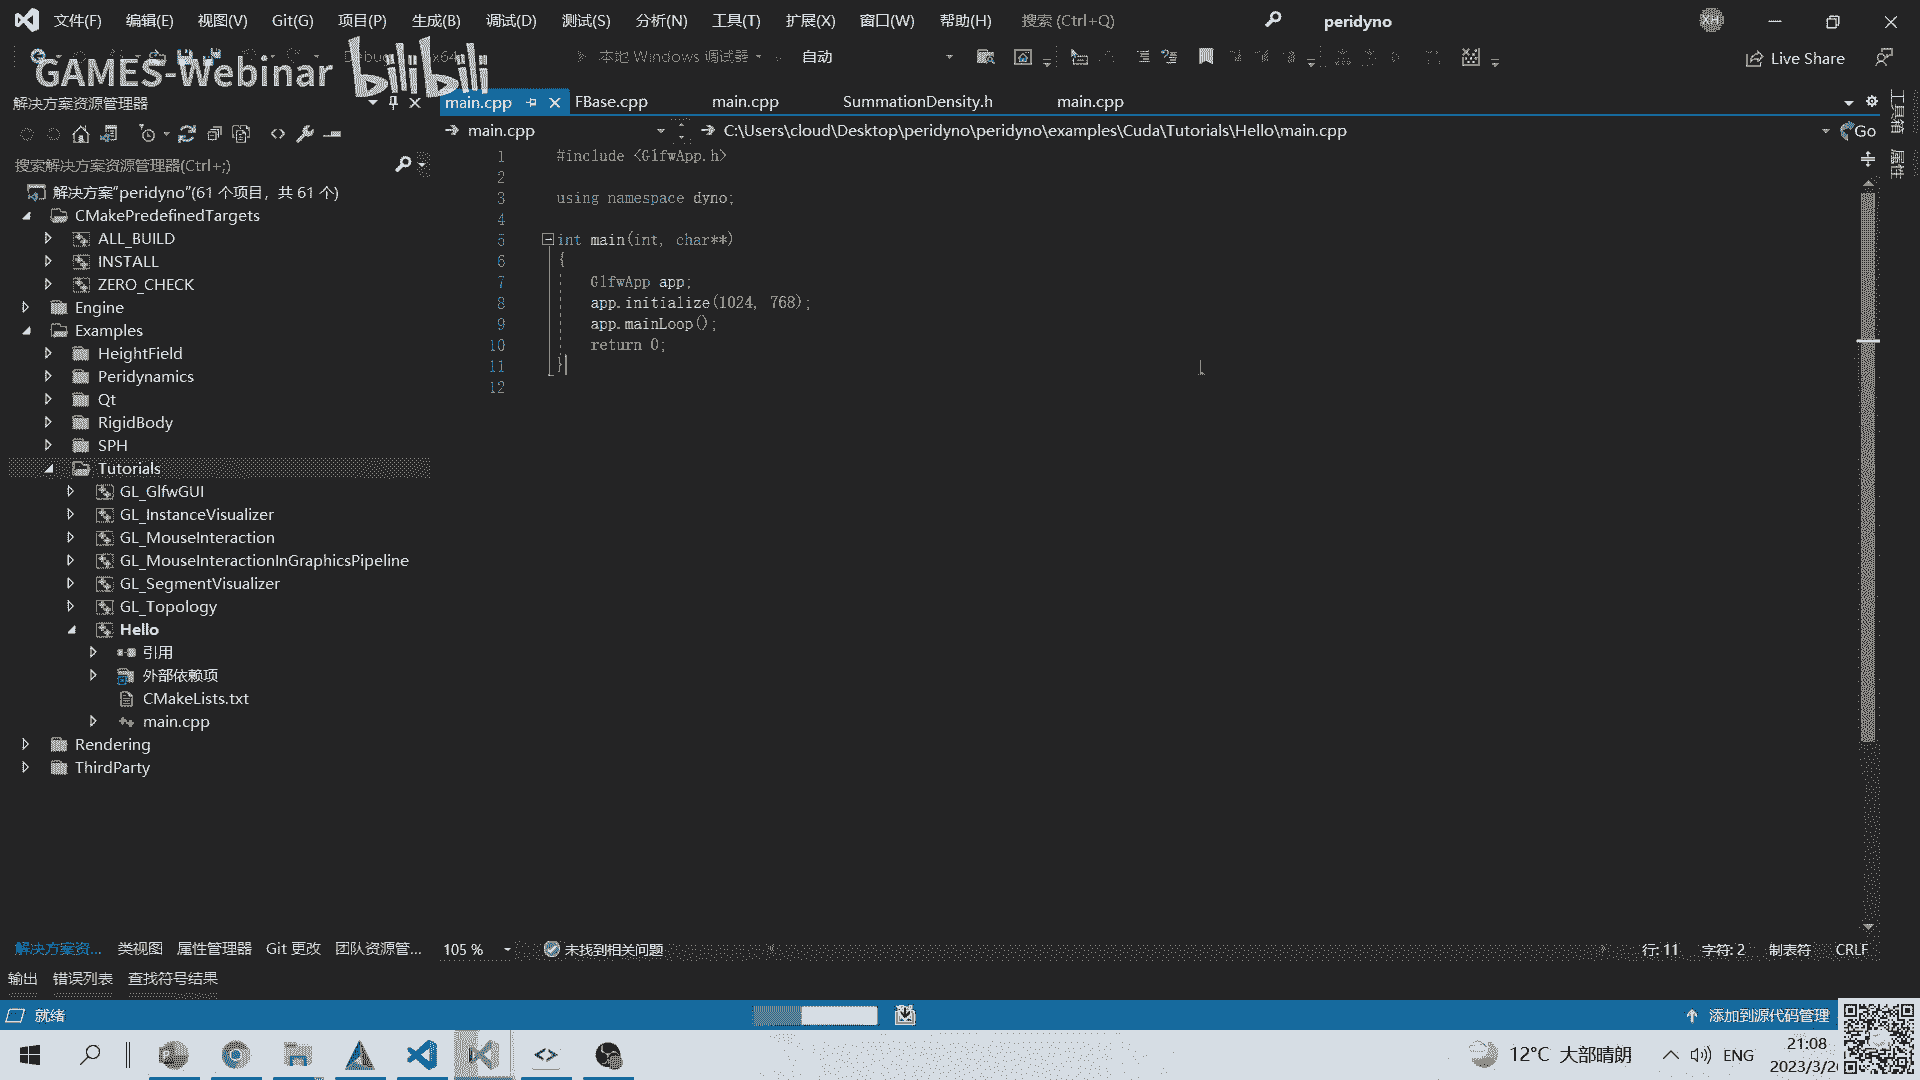 文件(F) 编辑(E) 视图(V) Git(G) 项目(P) 生成(B) 调试(D) 测试(S) 分析(N) 工具(T) 扩展(X) 窗口(W) 帮助(H) 搜索 (Ctrl+Q) peridyno XH
本地 Windows 调试器 自动 Live Share
GAMES-Webinar bilibili
解决方案资源管理器
main.cpp FBase.cpp main.cpp SummationDensity.h main.cpp
main.cpp C:\Users\cloud\Desktop\peridyno\peridyno\examples\Cuda\Tutorials\Hello\main.cpp Go
工具箱
属性
搜索解决方案资源管理器(Ctrl+;)
解决方案"peridyno"(61 个项目，共 61 个)
CMakePredefinedTargets
ALL_BUILD
INSTALL
ZERO_CHECK
Engine
Examples
HeightField
Peridynamics
Qt
RigidBody
SPH
Tutorials
GL_GlfwGUI
GL_InstanceVisualizer
GL_MouseInteraction
GL_MouseInteractionInGraphicsPipeline
GL_SegmentVisualizer
GL_Topology
Hello
引用
外部依赖项
CMakeLists.txt
main.cpp
Rendering
ThirdParty
1 #include <GlfwApp.h>
2
3 using namespace dyno;
4
5 int main(int, char**)
6 {
7 GlfwApp app;
8 app.initialize(1024, 768);
9 app.mainLoop();
10 return 0;
11 }
12
解决方案资... 类视图 属性管理器 Git 更改 团队资源管... 105 % 未找到相关问题 行: 11 字符: 2 制表符 CRLF
输出 错误列表 查找符号结果
就绪 添加到源代码管理
12°C 大部晴朗 ENG 21:08